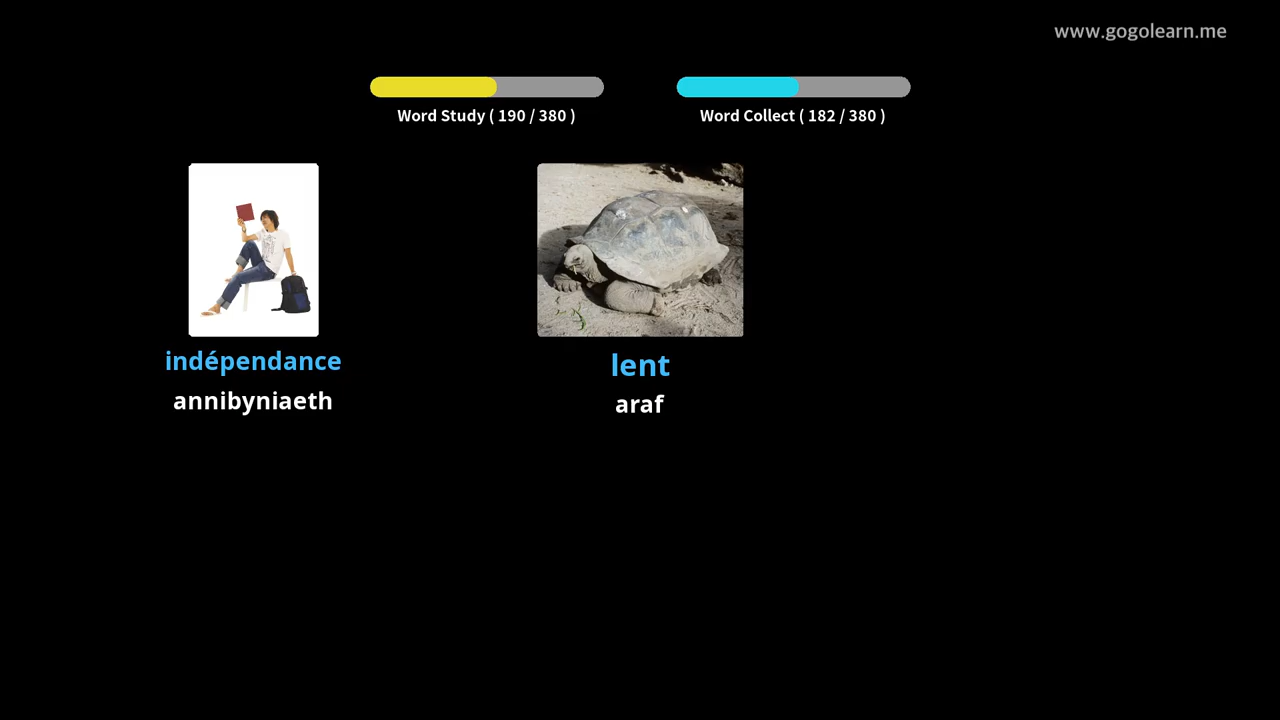 www.gogolearn.me
Word Study ( 190 / 380 )
Word Collect ( 182 / 380 )
indépendance
annibyniaeth
lent
araf